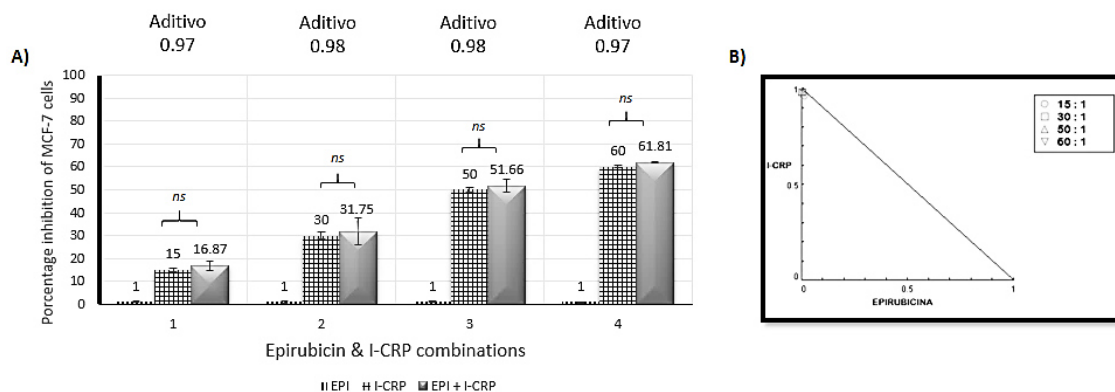 Aditivo Aditivo Aditivo Aditivo
0.97 0.98 0.98 0.97
A)
Porcentage inhibition of MCF-7 cells
100
90
80
70
60
50
40
30
20
10
0
ns
1 15 16.87
ns
1 30 31.75
ns
1 50 51.66
ns
1 60 61.81
1 2 3 4
Epirubicin & I-CRP combinations
EPI I-CRP EPI + I-CRP
B)
I-CRP
1
0.5
0
0.5 1
EPIRUBICINA
15 : 1
30 : 1
50 : 1
60 : 1